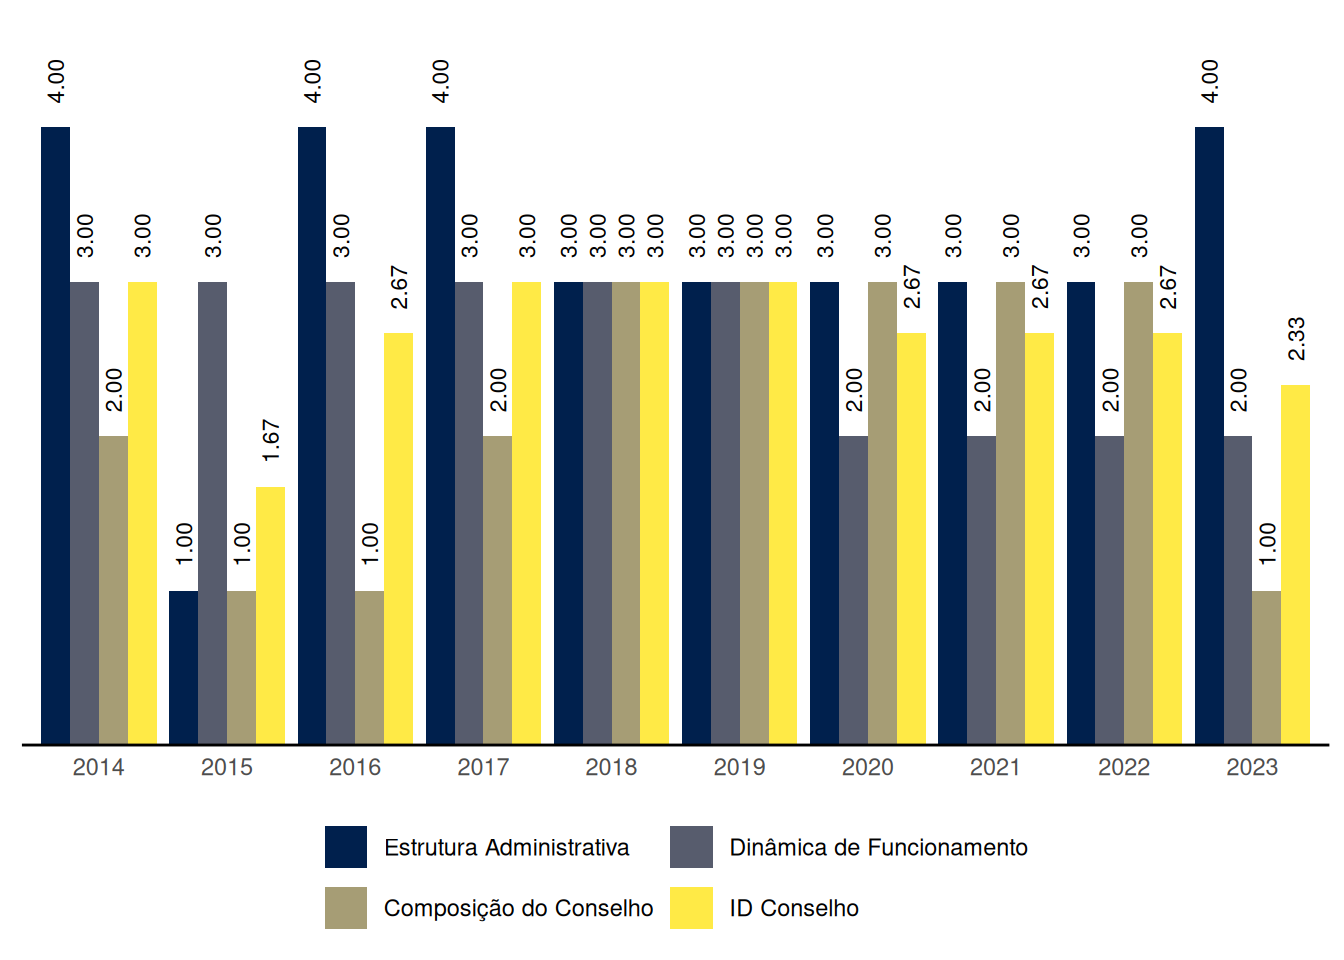 4.00 3.00 2.00 3.00 1.00 3.00 1.00 1.67 4.00 3.00 1.00 2.67 4.00 3.00 2.00 3.00 3.00 3.00 3.00 3.00 3.00 3.00 3.00 3.00 3.00 2.00 3.00 2.67 3.00 2.00 3.00 2.67 3.00 2.00 3.00 2.67 4.00 2.00 1.00 2.33
2014 2015 2016 2017 2018 2019 2020 2021 2022 2023
Estrutura Administrativa Dinâmica de Funcionamento
Composição do Conselho ID Conselho